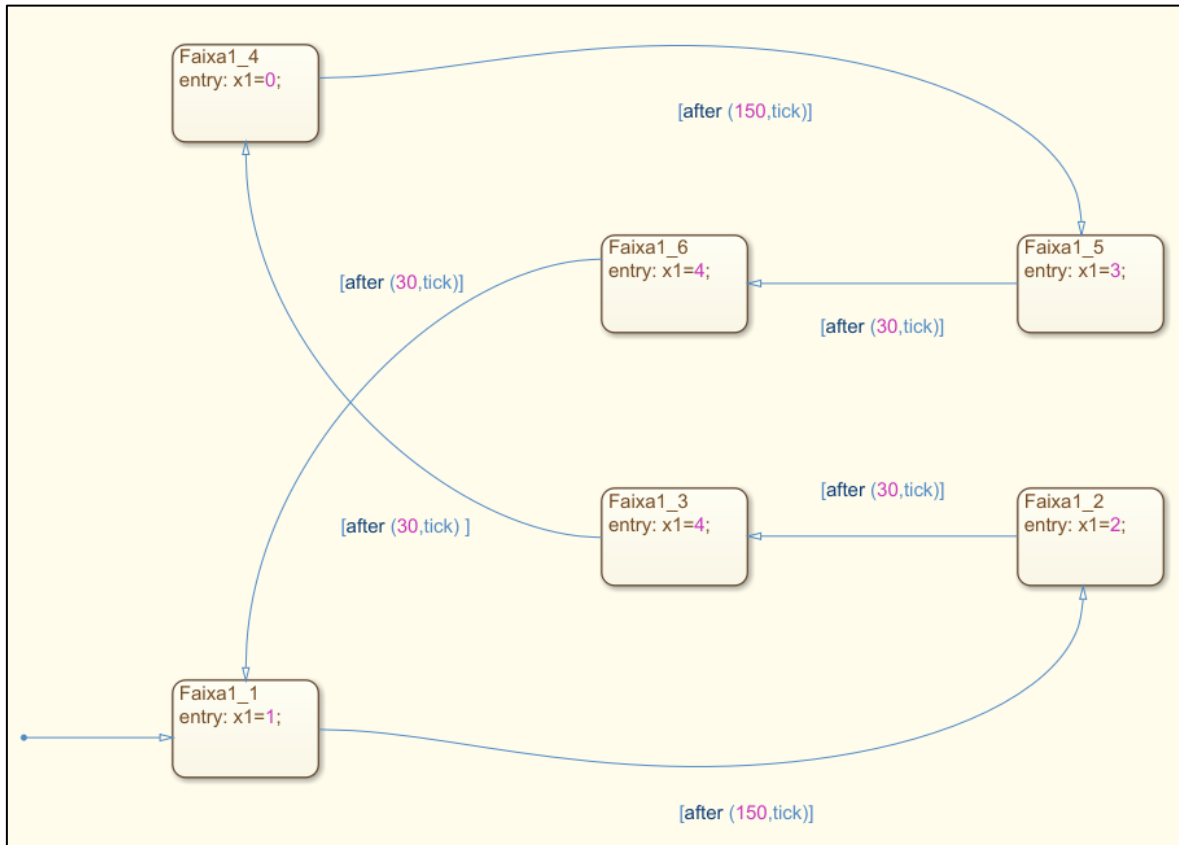 Faixa1_4
entry: x1=0;
[after (150,tick)]
Faixa1_6
entry: x1=4;
Faixa1_5
entry: x1=3;
[after (30,tick)]
[after (30,tick)]
Faixa1_3
entry: x1=4;
[after (30,tick)]
Faixa1_2
entry: x1=2;
[after (30,tick) ]
Faixa1_1
entry: x1=1;
[after (150,tick)]